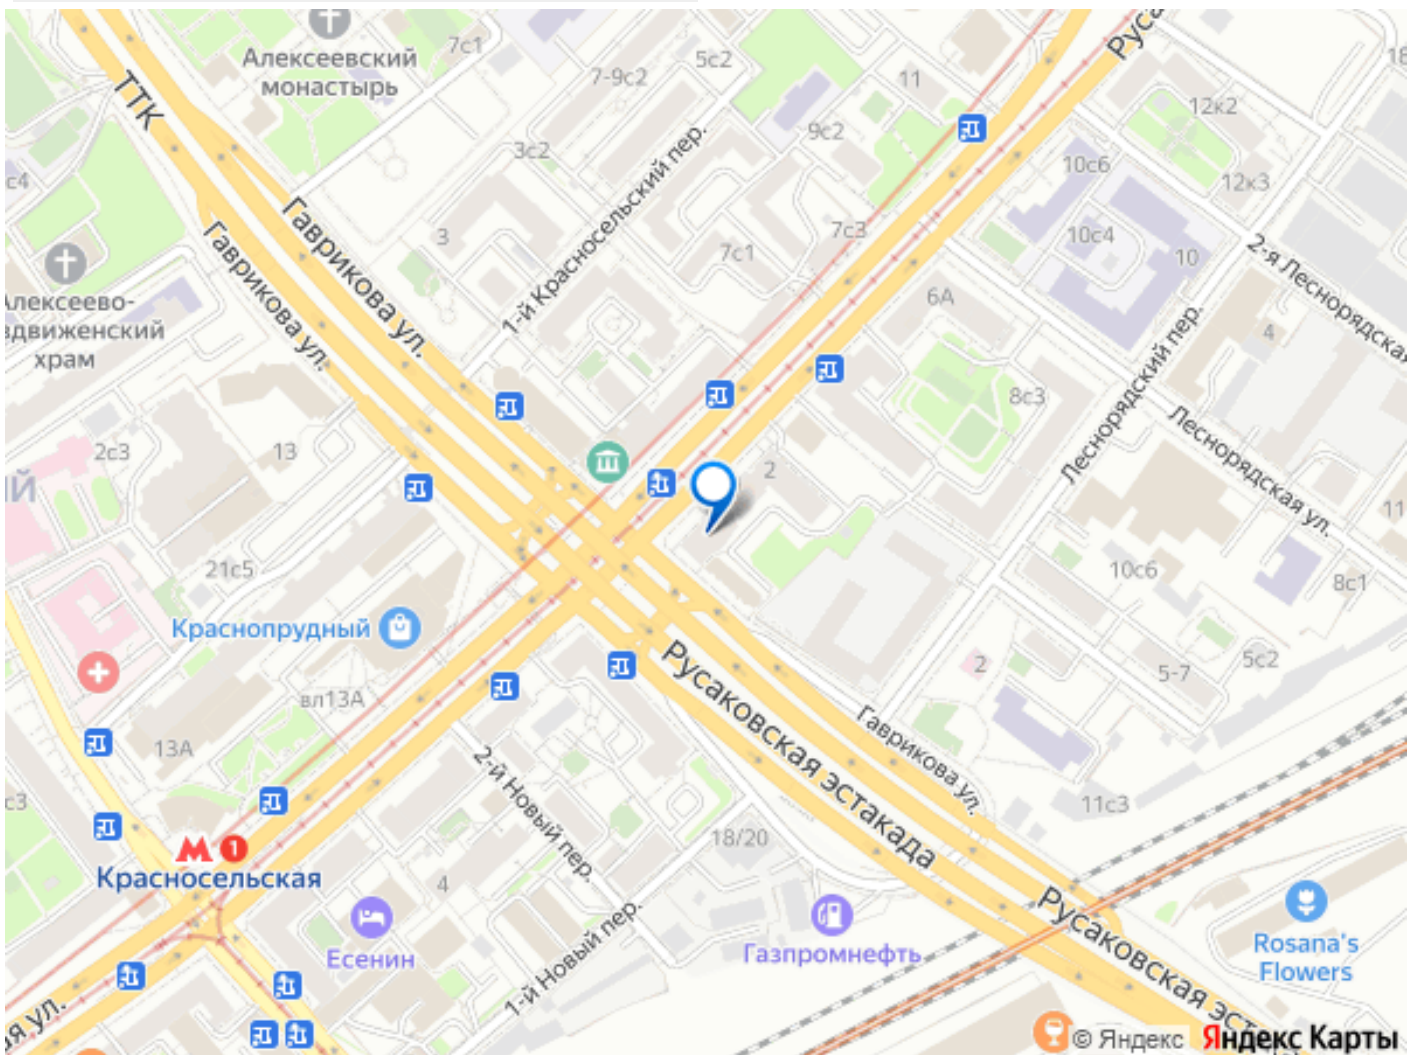 Алексеевский
монастырь
7с1
5с2
7-9с2
11
Руса
ТТК
12к2
9с2
3с2
10с6
с4
12к3
1-й Красносельский пер.
Гаврикова ул.
Гаврикова ул.
3
7с3
7с1
10с4
10
2-я Леснорядская
Алексеево-
здвиженский
храм
6А
4
Леснорядский пер.
8с3
Леснорядская ул.
2с3
13
ИЙ
2
11
21с5
10с6
8с1
Краснопрудный
Русаковская эстакада
2
5-7
5с2
вл13А
13А
Гаврикова ул.
2-й Новый пер.
с3
11с3
18/20
М 1
Красносельская
4
Русаковская эст
1-й Новый пер.
Есенин
Газпромнефть
Rosana's
Flowers
ая ул.
© Яндекс Яндекс Карты